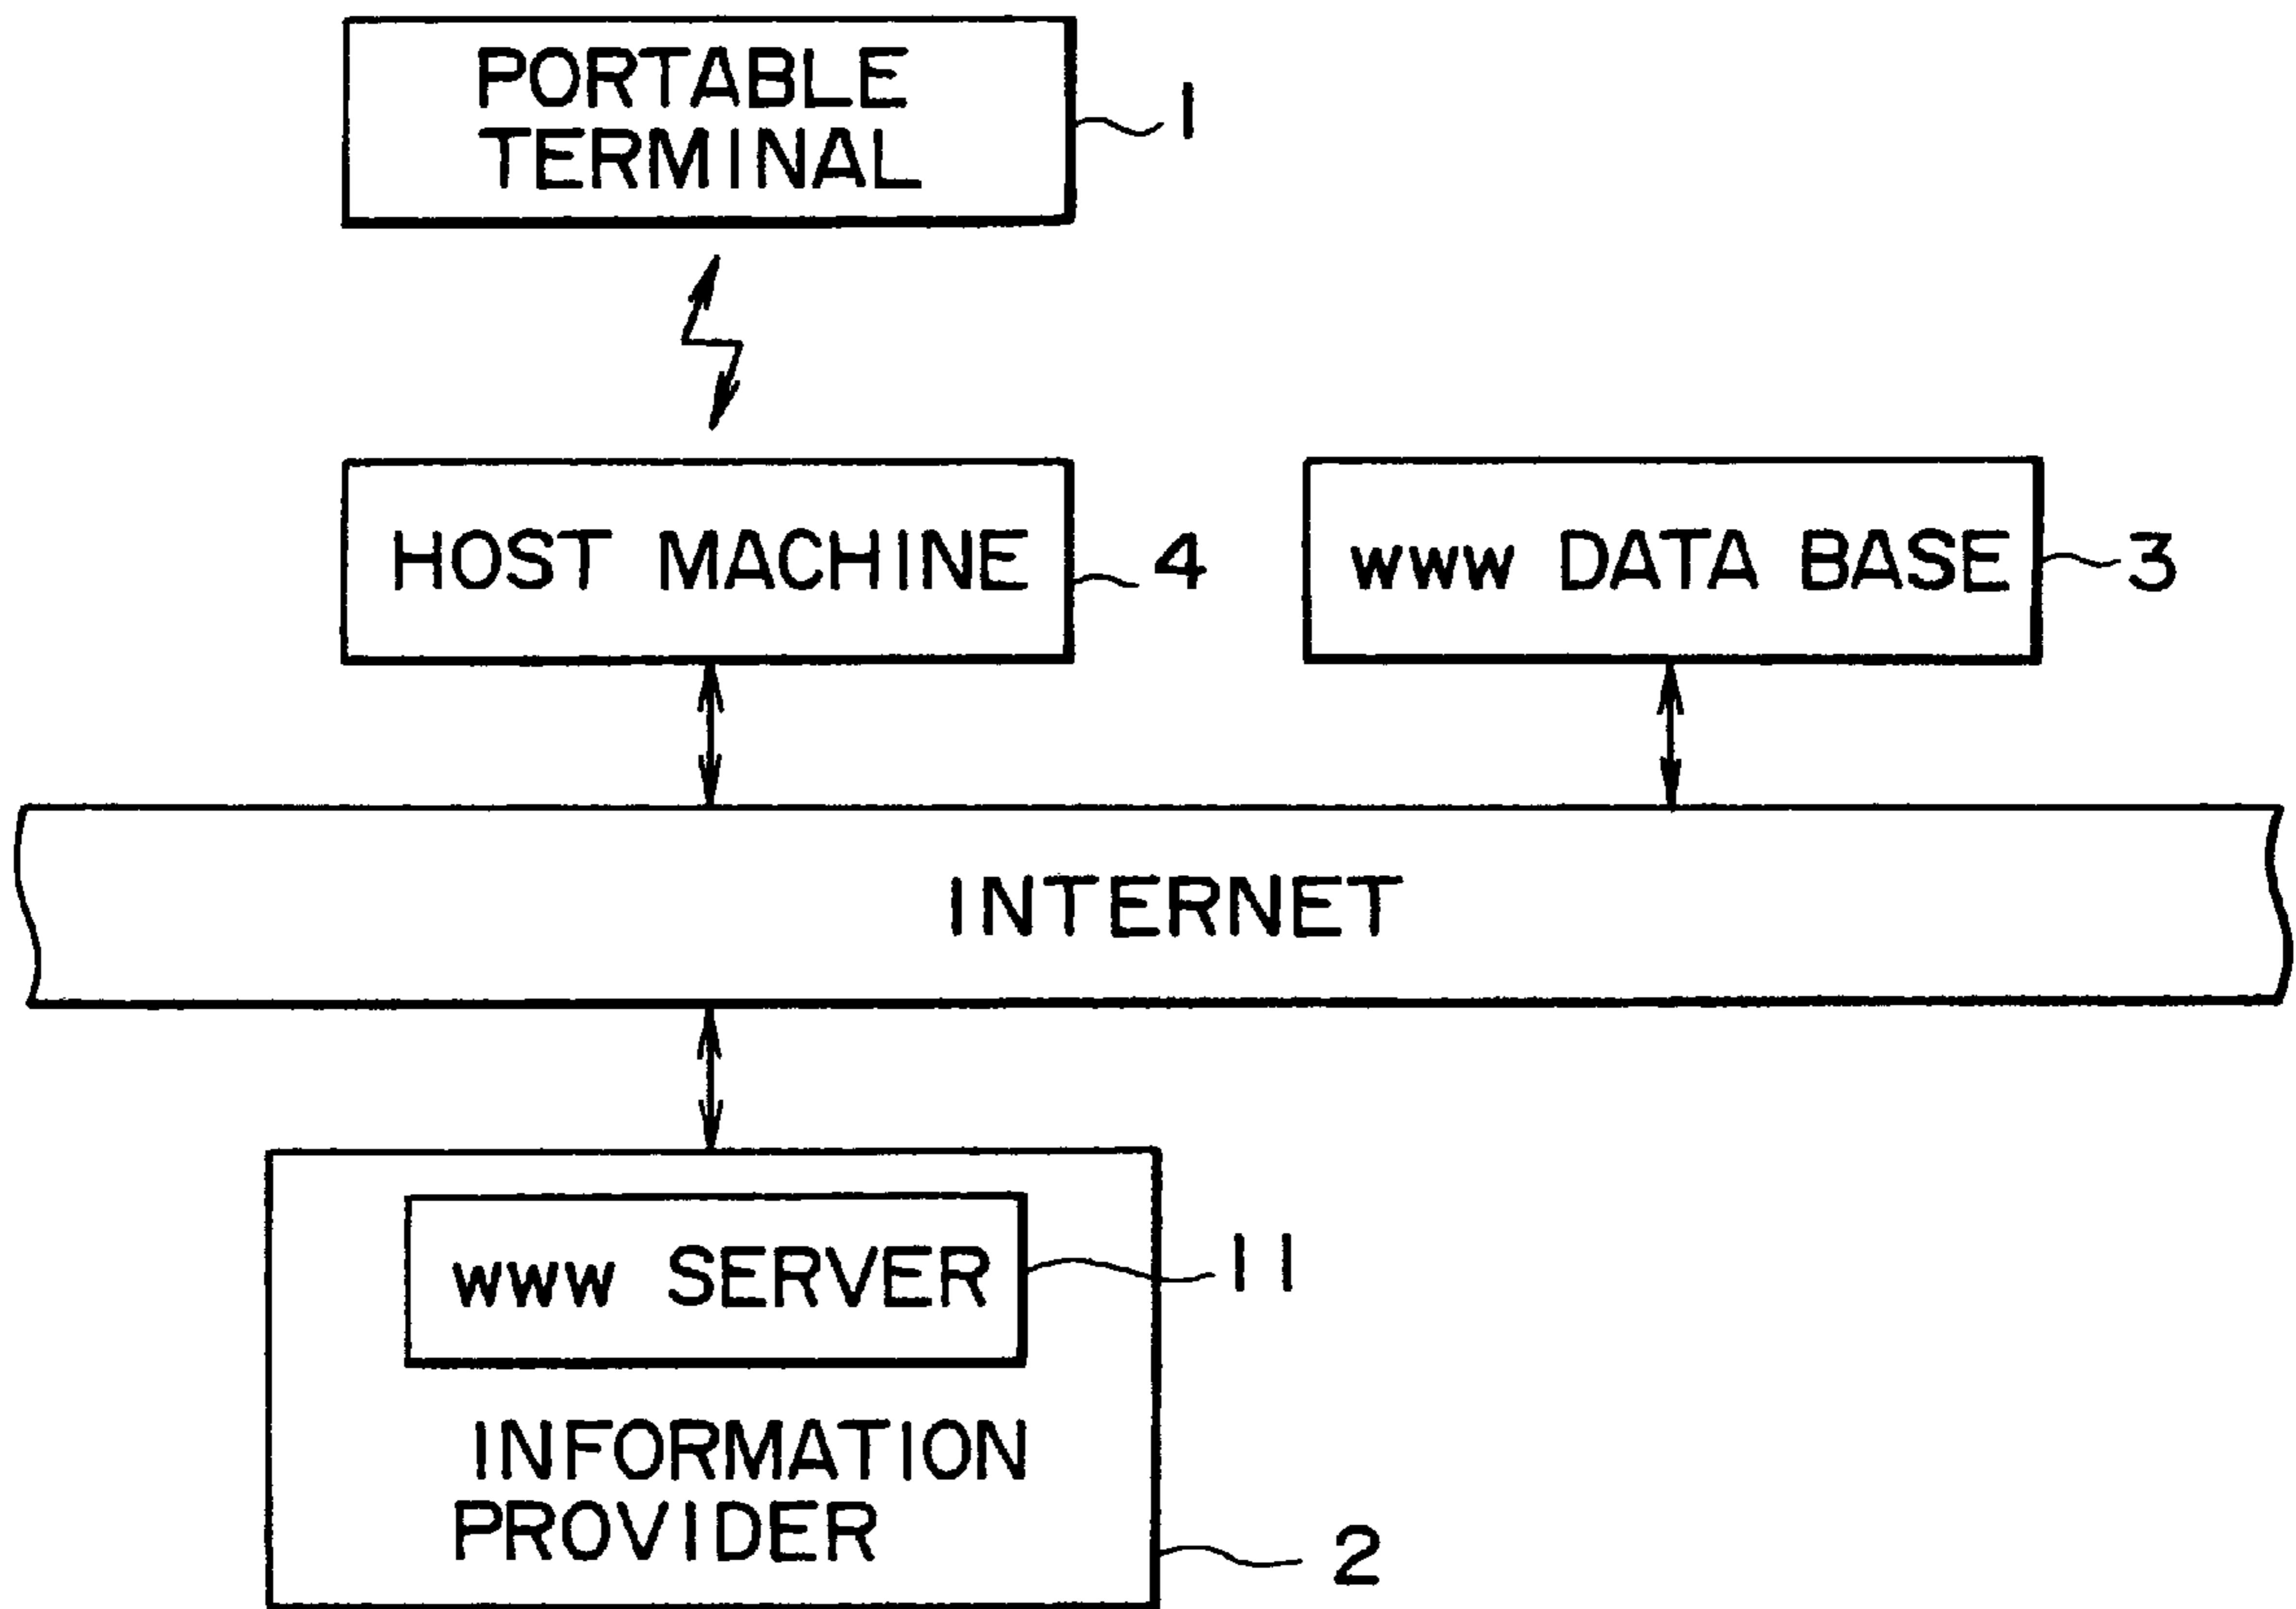 PORTABLE
TERMINAL
1
HOST MACHINE
4
WWW DATA BASE
3
INTERNET
WWW SERVER
11
INFORMATION
PROVIDER
2